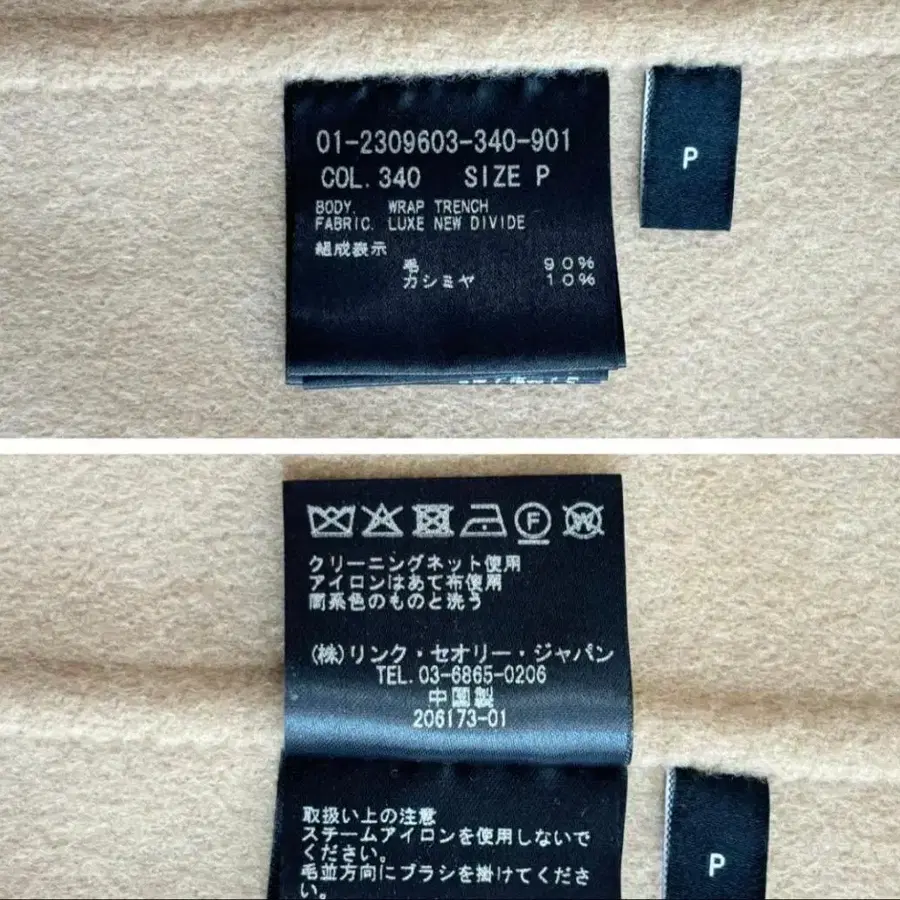 01-2309603-340-901
COL. 340 SIZE P
BODY. WRAP TRENCH
FABRIC. LUXE NEW DIVIDE
組成表示
毛 90%
カシミヤ 10%
P
F
W
クリーニングネット使用
アイロンはあて布使用
同系色のものと洗う
(株)リンク・セオリー・ジャパン
TEL. 03-6865-0206
中国製
206173-01
取扱い上の注意
スチームアイロンを使用しないで
ください。
毛並方向にブラシを掛けてくださ
い。
P